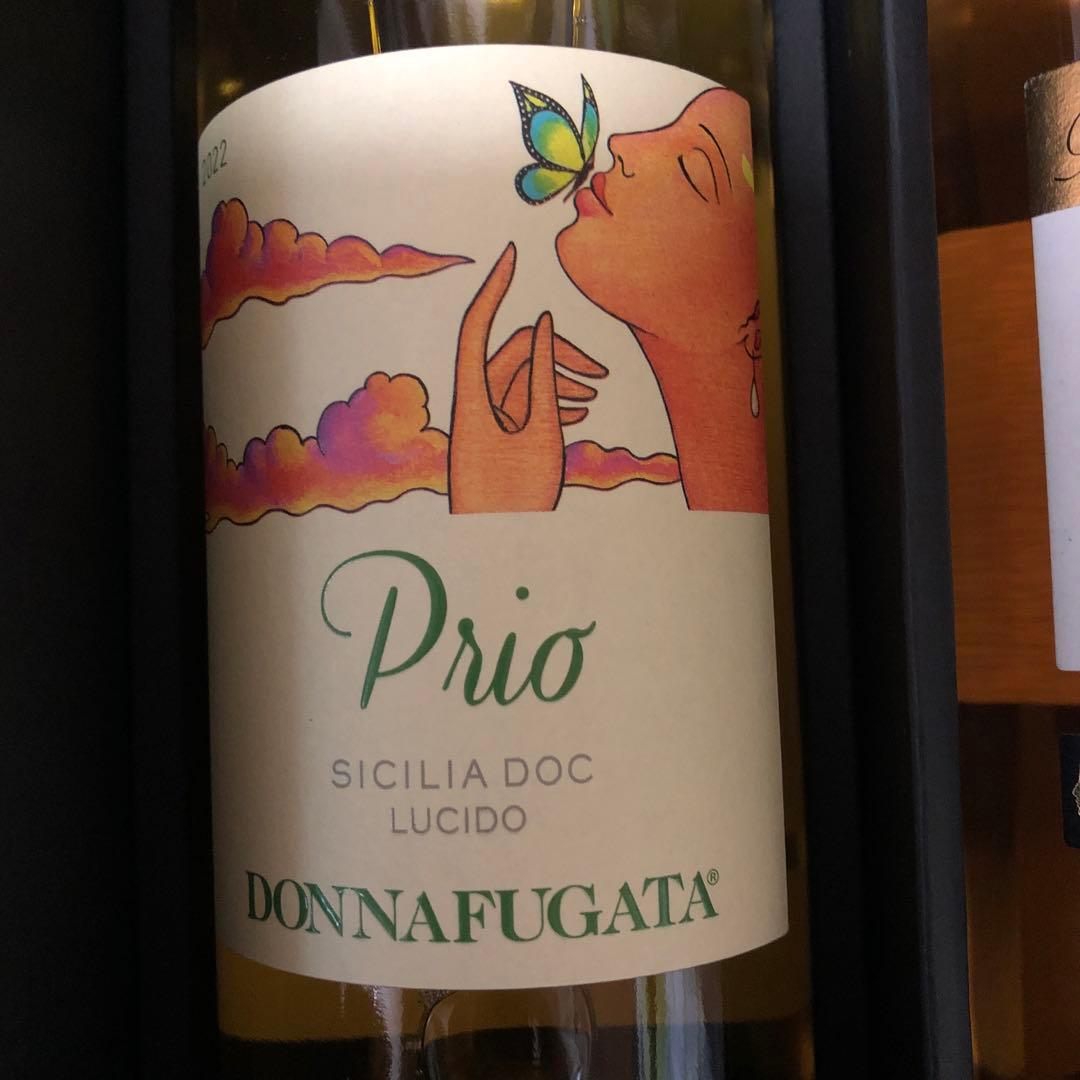 2022
Prio
SICILIA DOC
LUCIDO
DONNAFUGATA®